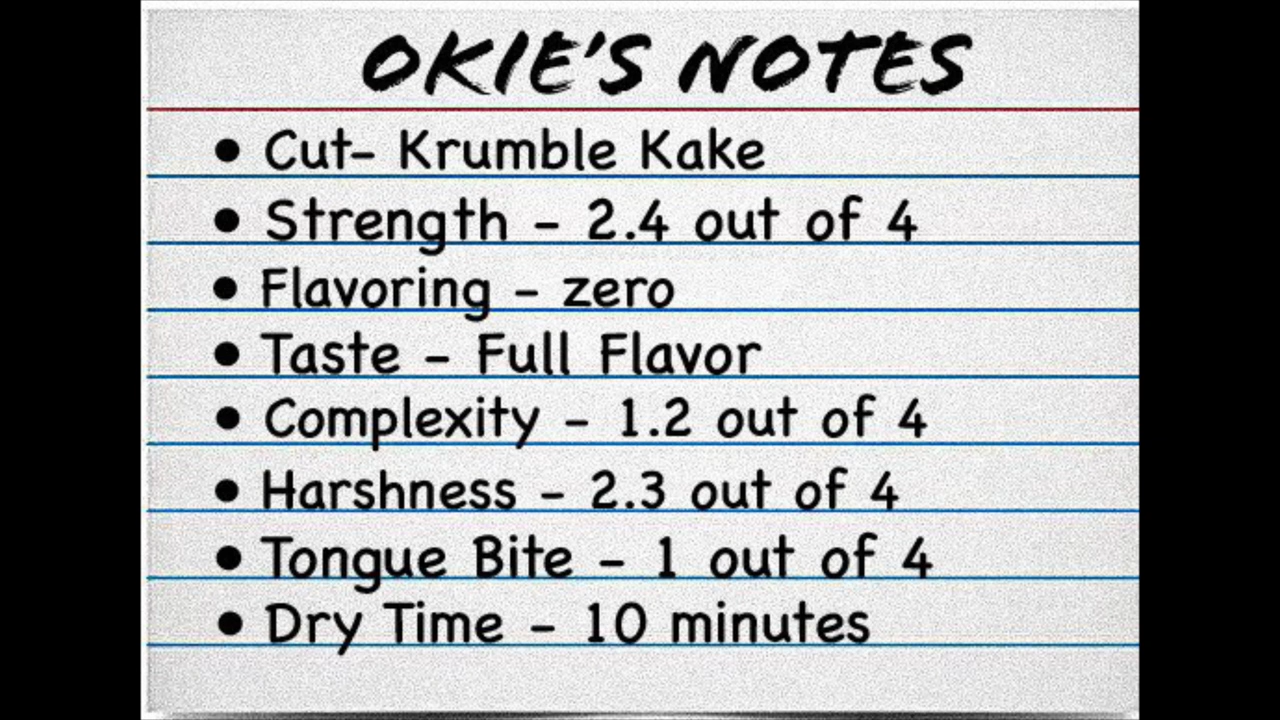 OKIE'S NOTES
• Cut- Krumble Kake
• Strength - 2.4 out of 4
• Flavoring - zero
• Taste - Full Flavor
• Complexity - 1.2 out of 4
• Harshness - 2.3 out of 4
• Tongue Bite - 1 out of 4
• Dry Time - 10 minutes